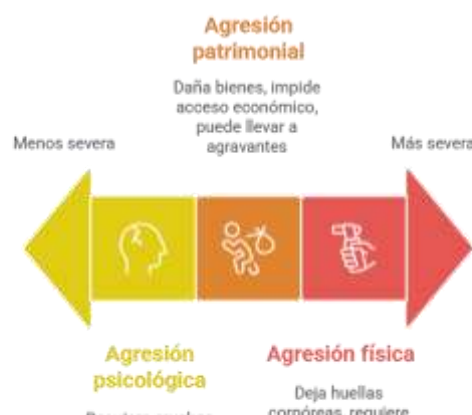 Agresión
patrimonial
Daña bienes, impide
acceso económico,
puede llevar a
agravantes
Menos severa
Más severa
Agresión
psicológica
Agresión física
Deja huellas
corpóreas, requiere